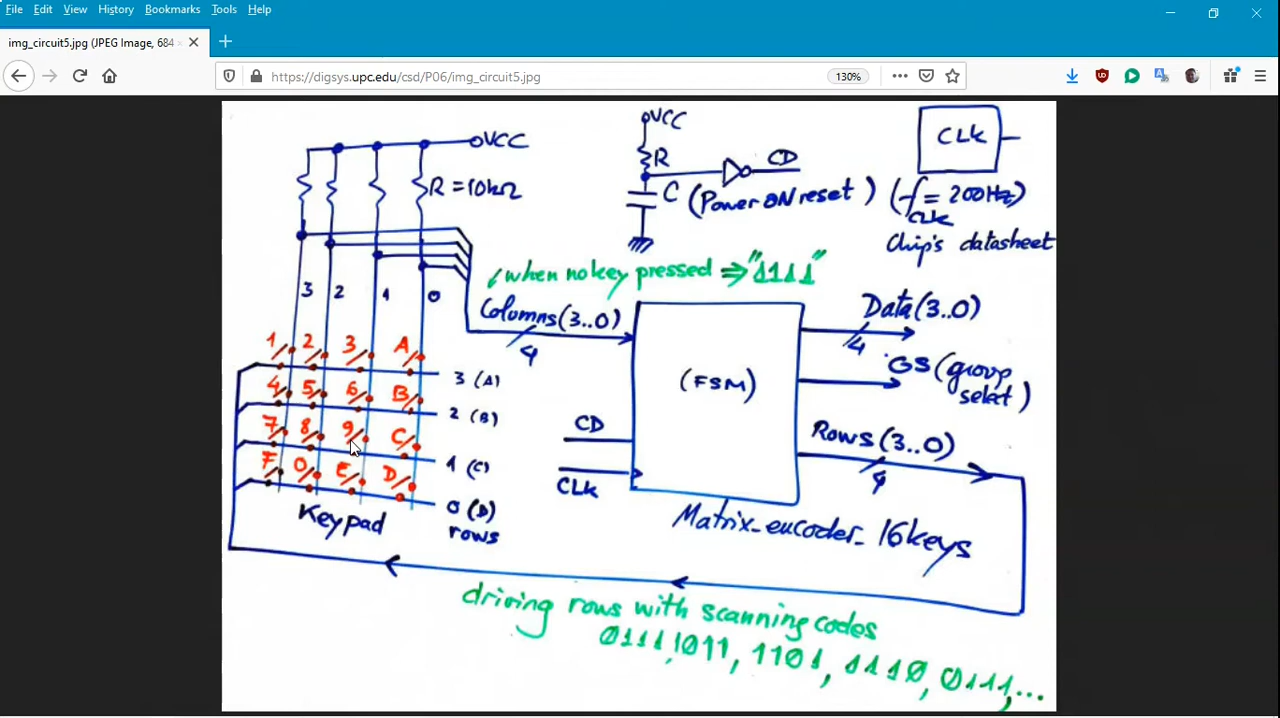 File Edit View History Bookmarks Tools Help
img_circuit5.jpg (JPEG Image, 684
https://digsys.upc.edu/csd/P06/img_circuit5.jpg
130%
VCC
R = 10kΩ
VCC
R
C
CD
(Power ON reset)
CLK
(fCLK = 200Hz)
Chip's datasheet
when no key pressed ⇒ "1111"
3 2 1 0
Columns(3..0)
4
1 2 3 A
3 (A)
4 5 6 B
2 (B)
7 8 9 C
1 (C)
F 0 E D
0 (D)
rows
Keypad
CD
CLK
(FSM)
Data(3..0)
4
GS (group
select)
Rows(3..0)
4
Matrix_encoder_16keys
driving rows with scanning codes
0111, 1011, 1101, 1110, 0111,...